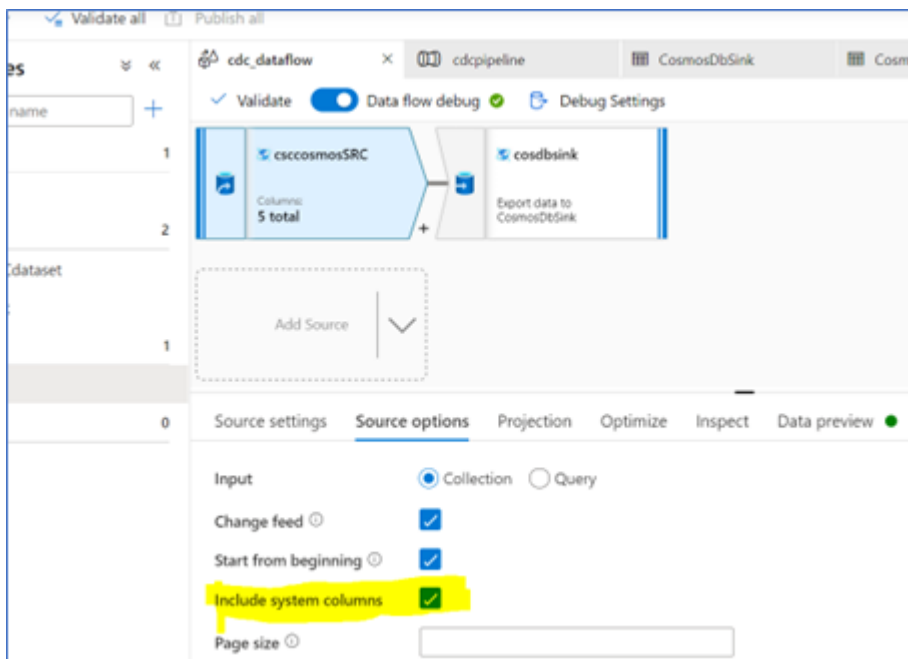 Validate all Publish all
es
name
1
2
Cdataset
1
0
cdc_dataflow
cdcpipeline
CosmosDbSink
Cosm
Validate Data flow debug Debug Settings
csccosmosSRC
Columns:
5 total
+
cosdbsink
Export data to
CosmosDbSink
Add Source
Source settings Source options Projection Optimize Inspect Data preview
Input Collection Query
Change feed
Start from beginning
Include system columns
Page size